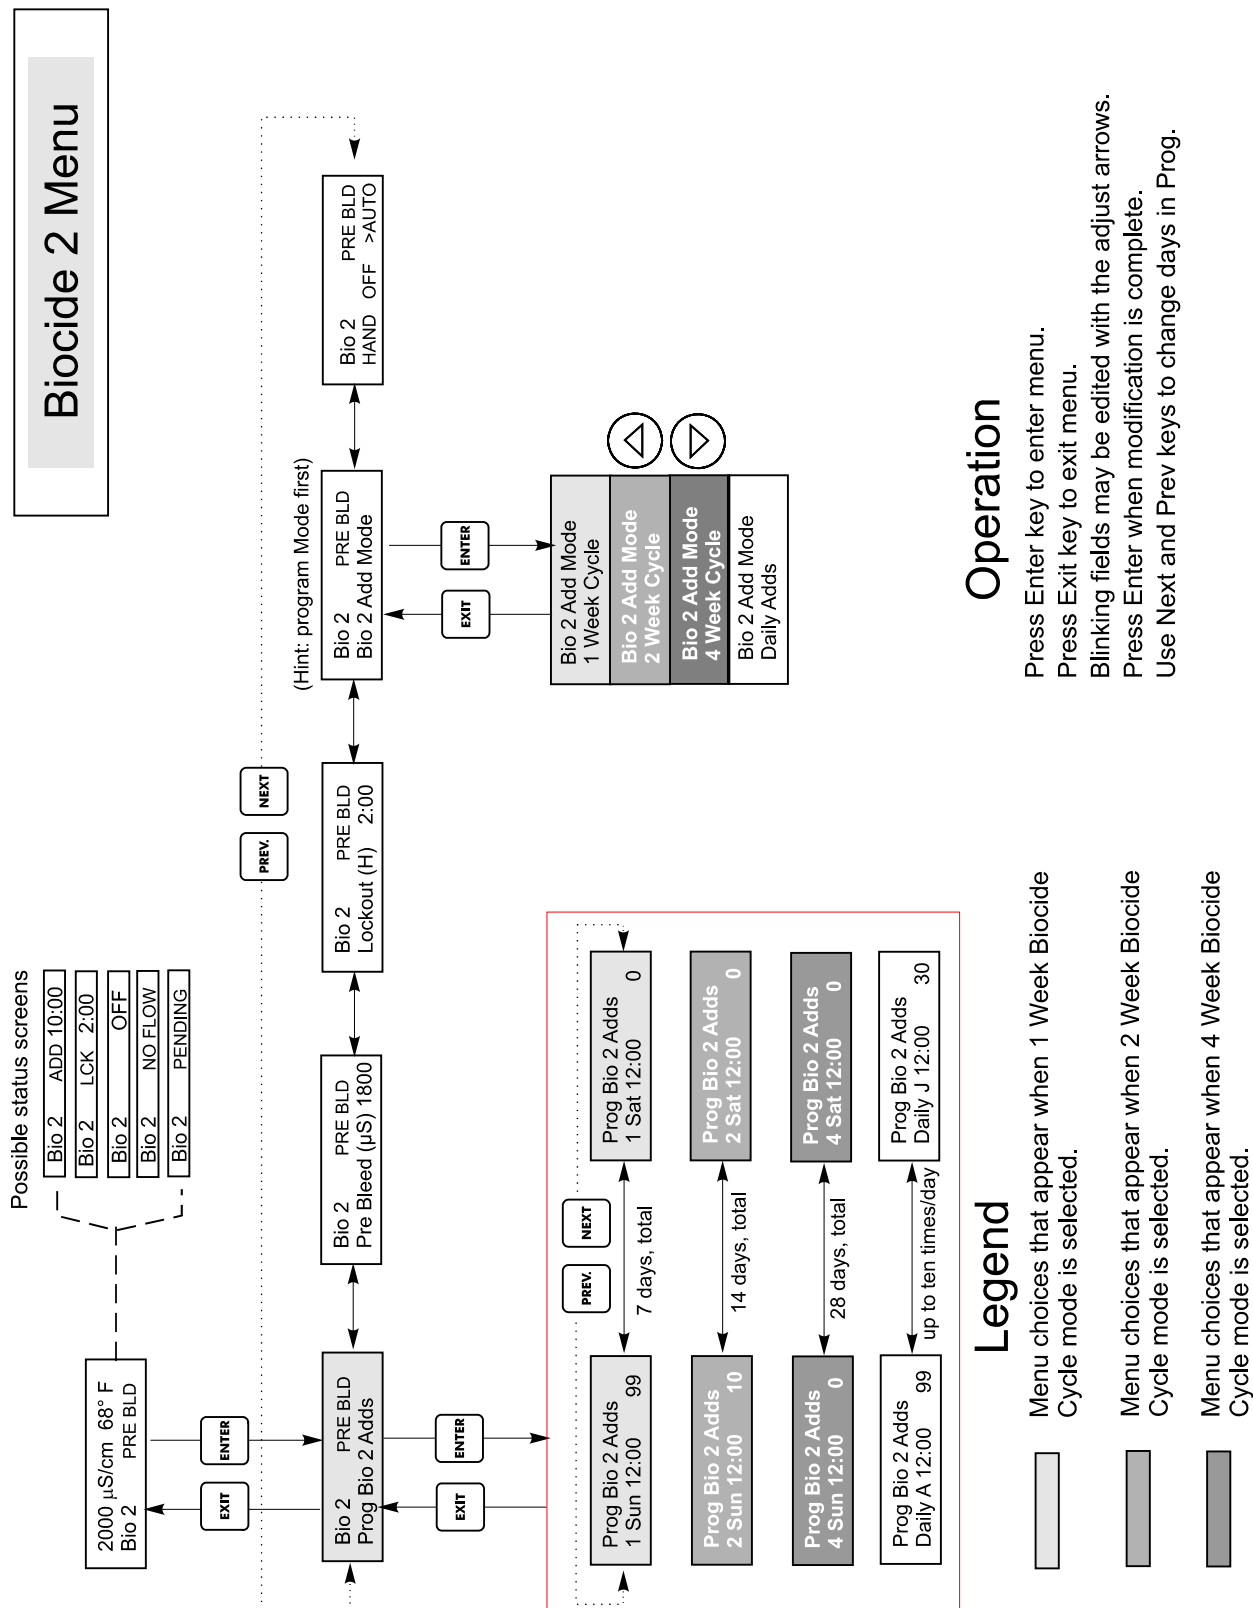 Biocide 2 Menu
Possible status screens
Bio 2 ADD 10:00
Bio 2 LCK 2:00
Bio 2 OFF
Bio 2 NO FLOW
Bio 2 PENDING
2000 µS/cm 68° F
Bio 2 PRE BLD
EXIT
ENTER
PREV.
NEXT
Bio 2 PRE BLD
Prog Bio 2 Adds
Bio 2 PRE BLD
Pre Bleed (µS) 1800
Bio 2 PRE BLD
Lockout (H) 2:00
(Hint: program Mode first)
Bio 2 PRE BLD
Bio 2 Add Mode
Bio 2 PRE BLD
HAND OFF >AUTO
EXIT
ENTER
EXIT
ENTER
Bio 2 Add Mode
1 Week Cycle
Bio 2 Add Mode
2 Week Cycle
Bio 2 Add Mode
4 Week Cycle
Bio 2 Add Mode
Daily Adds
PREV.
NEXT
Prog Bio 2 Adds
1 Sun 12:00 99
7 days, total
Prog Bio 2 Adds
1 Sat 12:00 0
Prog Bio 2 Adds
2 Sun 12:00 10
14 days, total
Prog Bio 2 Adds
2 Sat 12:00 0
Prog Bio 2 Adds
4 Sun 12:00 0
28 days, total
Prog Bio 2 Adds
4 Sat 12:00 0
Prog Bio 2 Adds
Daily A 12:00 99
up to ten times/day
Prog Bio 2 Adds
Daily J 12:00 30
Legend
Menu choices that appear when 1 Week Biocide
Cycle mode is selected.
Menu choices that appear when 2 Week Biocide
Cycle mode is selected.
Menu choices that appear when 4 Week Biocide
Cycle mode is selected.
Operation
Press Enter key to enter menu.
Press Exit key to exit menu.
Blinking fields may be edited with the adjust arrows.
Press Enter when modification is complete.
Use Next and Prev keys to change days in Prog.